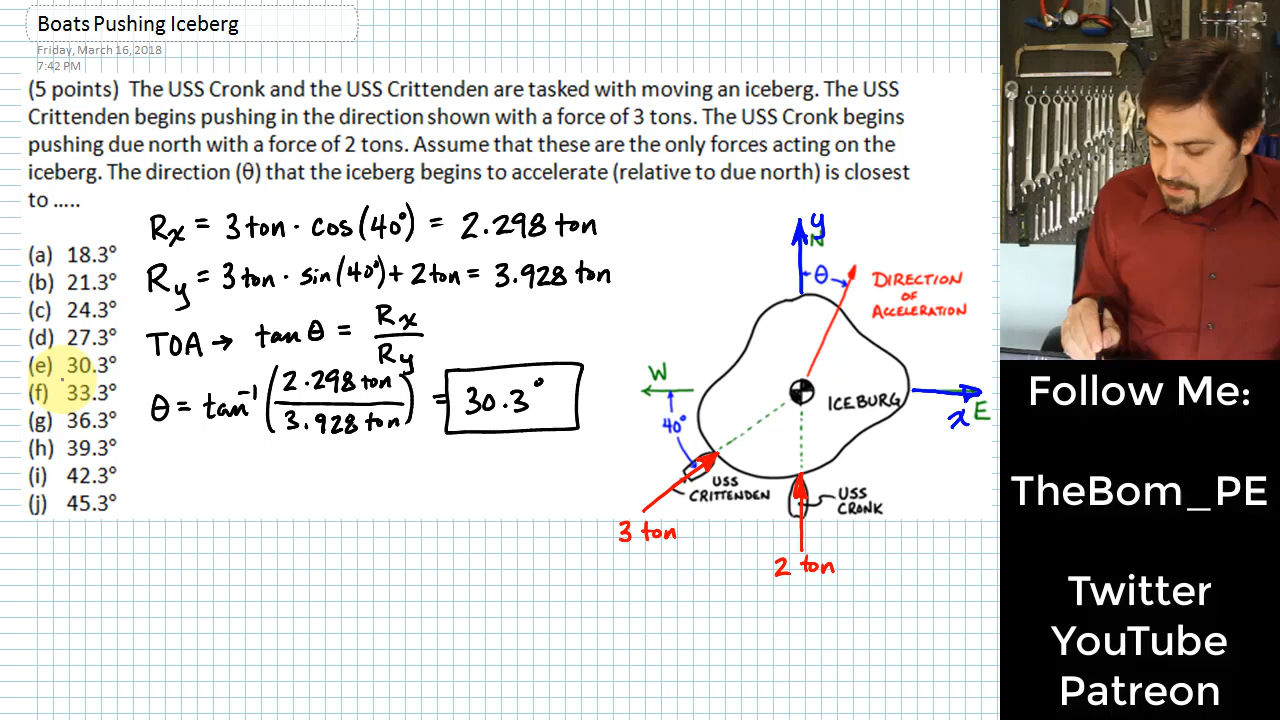 Boats Pushing Iceberg
Friday, March 16, 2018
7:42 PM
(5 points) The USS Cronk and the USS Crittenden are tasked with moving an iceberg. The USS
Crittenden begins pushing in the direction shown with a force of 3 tons. The USS Cronk begins
pushing due north with a force of 2 tons. Assume that these are the only forces acting on the
iceberg. The direction (θ) that the iceberg begins to accelerate (relative to due north) is closest
to .....
(a) 18.3°
(b) 21.3°
(c) 24.3°
(d) 27.3°
(e) 30.3°
(f) 33.3°
(g) 36.3°
(h) 39.3°
(i) 42.3°
(j) 45.3°
Rx = 3 ton · cos(40°) = 2.298 ton
Ry = 3 ton · sin(40°) + 2 ton = 3.928 ton
TOA → tan θ = Rx / Ry
θ = tan⁻¹ (2.298 ton / 3.928 ton) = 30.3°
y
N
θ
DIRECTION
OF
ACCELERATION
W
40°
ICEBURG
x E
USS
CRITTENDEN
USS
CRONK
3 ton
2 ton
Follow Me:
TheBom_PE
Twitter
YouTube
Patreon